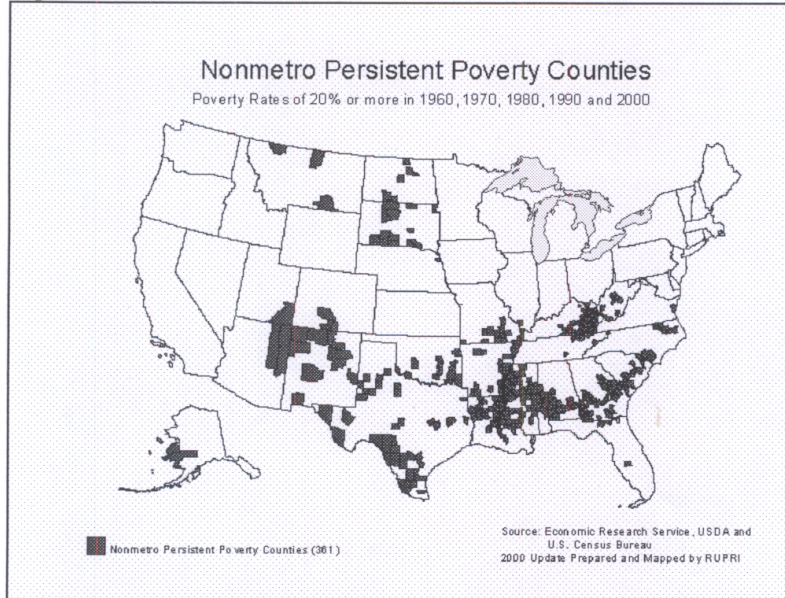 Nonmetro Persistent Poverty Counties
Poverty Rates of 20% or more in 1960, 1970, 1980, 1990 and 2000
Nonmetro Persistent Poverty Counties (361)
Source: Economic Research Service, USDA and
U.S. Census Bureau
2000 Update Prepared and Mapped by RUPRI